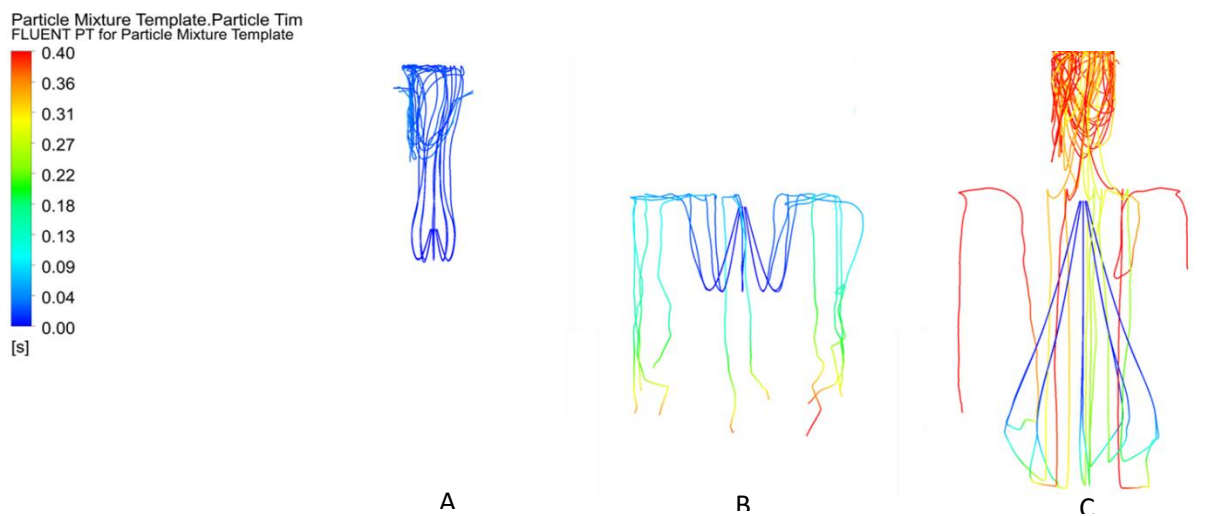 Particle Mixture Template.Particle Tim
FLUENT PT for Particle Mixture Template
0.40
0.36
0.31
0.27
0.22
0.18
0.13
0.09
0.04
0.00
[s]
A
B
C